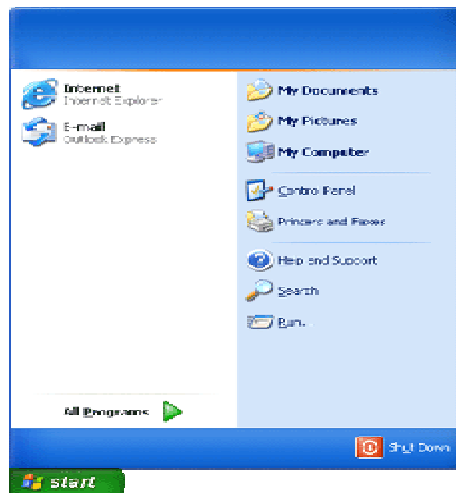 Internet
Internet Explorer
E-mail
Outlook Express
All Programs
My Documents
My Pictures
My Computer
Control Panel
Printers and Faxes
Help and Support
Search
Run...
Shut Down
start